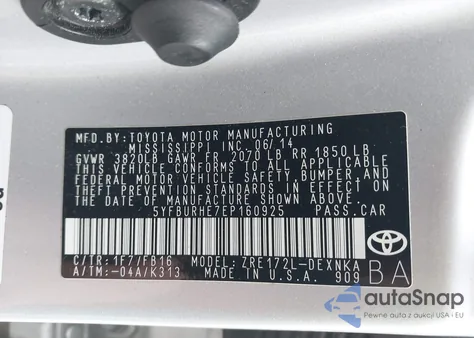 MFD. BY: TOYOTA MOTOR MANUFACTURING
MISSISSIPPI INC. 06/14
GVWR 3820LB GAWR FR 2070 LB RR 1850 LB.
THIS VEHICLE CONFORMS TO ALL APPLICABLE
FEDERAL MOTOR VEHICLE SAFETY, BUMPER, AND
THEFT PREVENTION STANDARDS IN EFFECT ON THE
DATE OF MANUFACTURE SHOWN ABOVE.
5YFBURHE7EP160925 PASS.CAR
C/TR: 1F7/FB16 MODEL: ZRE172L-DEXNKA
A/TM: -04A/K313 MADE IN U.S.A. 909
TOYOTA
BA
autaSnap
Pewne auta z aukcji USA i EU